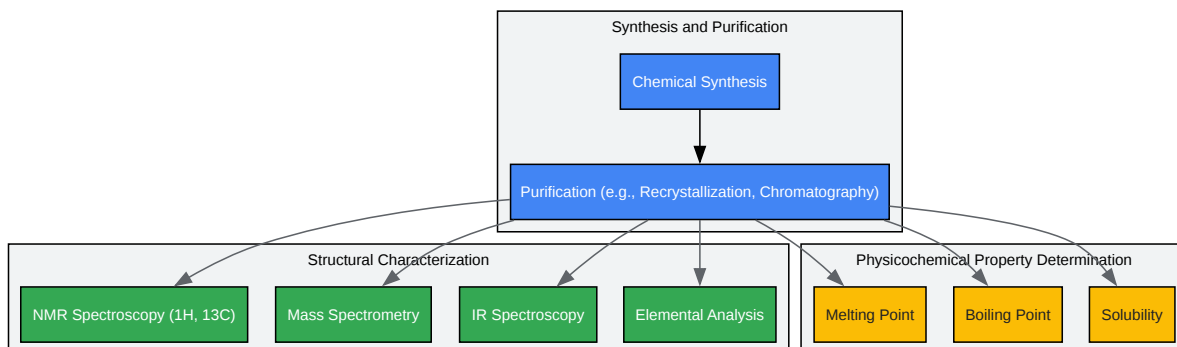 Synthesis and Purification
Chemical Synthesis
Purification (e.g., Recrystallization, Chromatography)
Structural Characterization
Physicochemical Property Determination
NMR Spectroscopy (1H, 13C)
Mass Spectrometry
IR Spectroscopy
Elemental Analysis
Melting Point
Boiling Point
Solubility